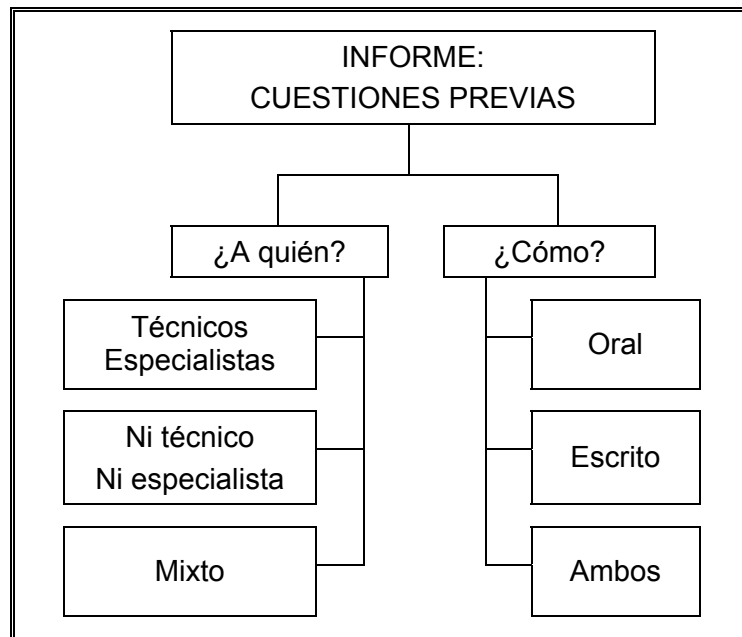 INFORME:
CUESTIONES PREVIAS
¿A quién?
¿Cómo?
Técnicos
Especialistas
Oral
Ni técnico
Ni especialista
Escrito
Mixto
Ambos